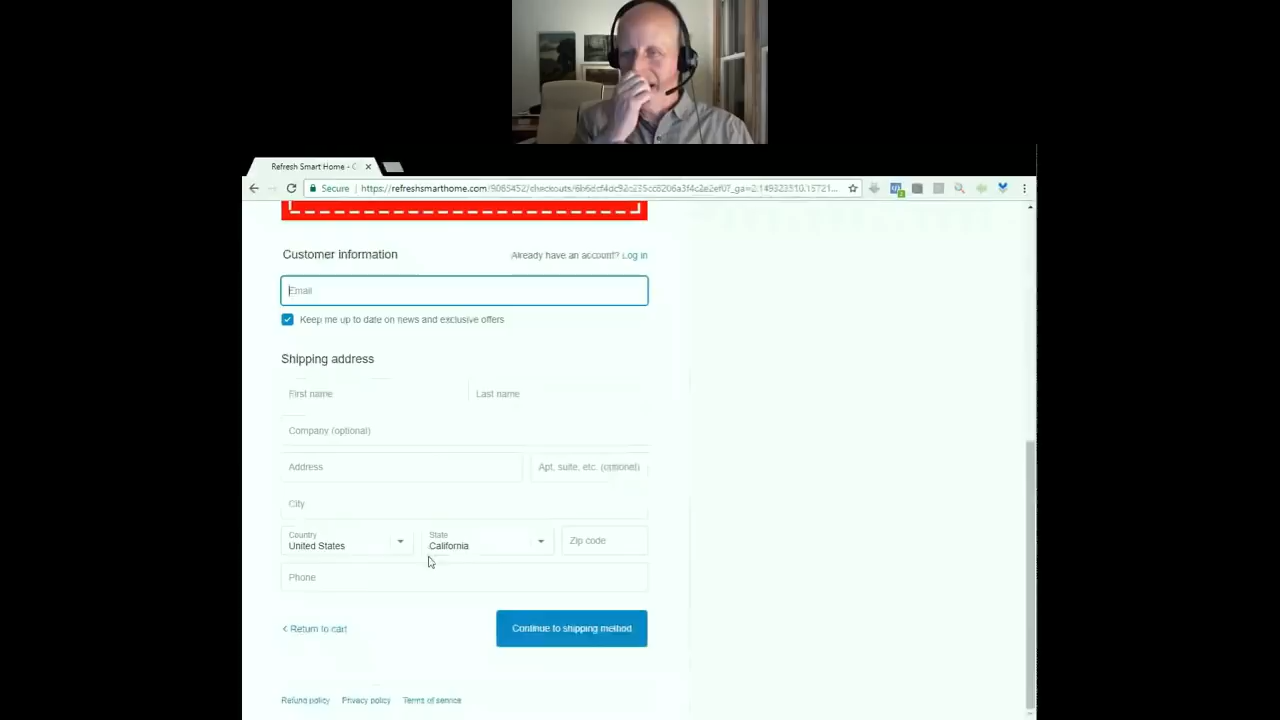 Refresh Smart Home - C
Secure
Customer information
Already have an account? Log in
Email
Keep me up to date on news and exclusive offers
Shipping address
First name
Last name
Company (optional)
Address
Apt, suite, etc. (optional)
City
Country
State
United States
California
Zip code
Phone
Return to cart
Continue to shipping method
Refund policy
Privacy policy
Terms of service